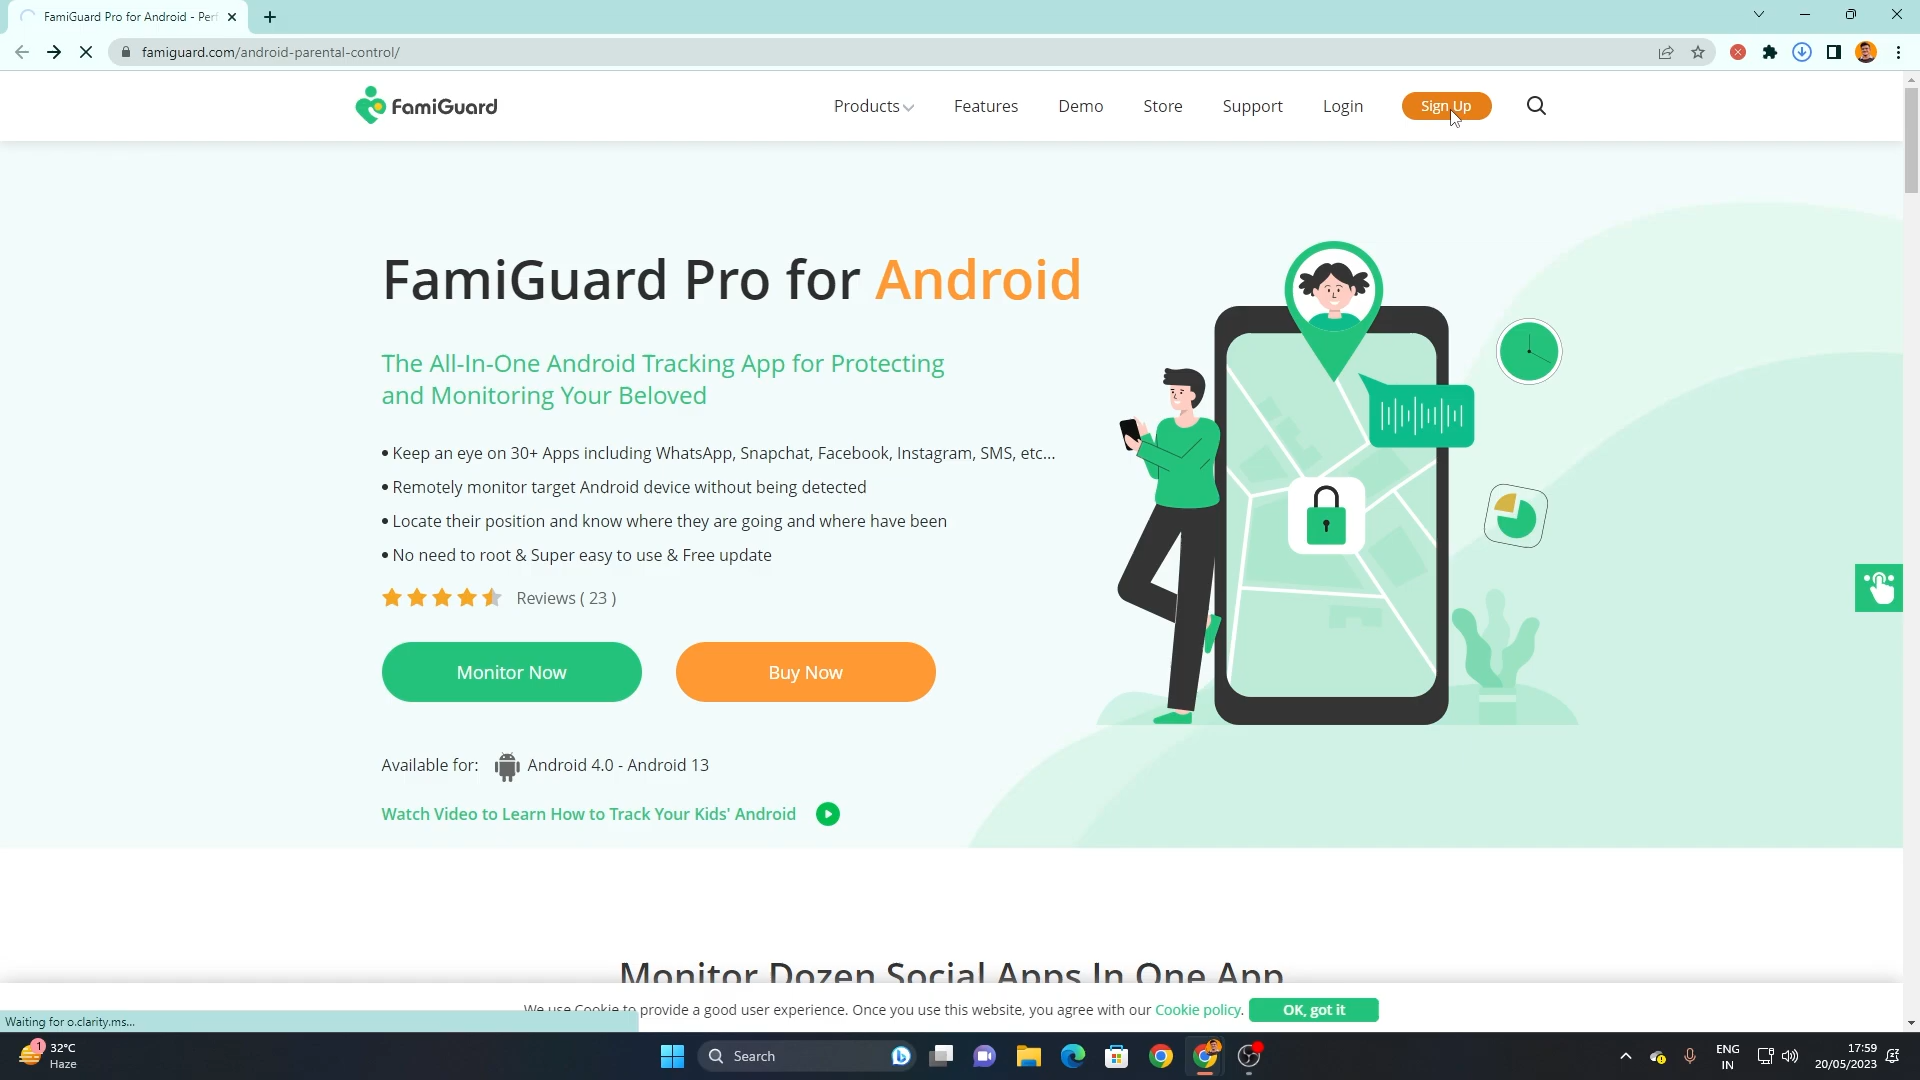 FamiGuard Pro for Android - Perf
famiguard.com/android-parental-control/
FamiGuard
Products
Features
Demo
Store
Support
Login
Sign Up
FamiGuard Pro for Android
The All-In-One Android Tracking App for Protecting
and Monitoring Your Beloved
• Keep an eye on 30+ Apps including WhatsApp, Snapchat, Facebook, Instagram, SMS, etc...
• Remotely monitor target Android device without being detected
• Locate their position and know where they are going and where have been
• No need to root & Super easy to use & Free update
Reviews ( 23 )
Monitor Now
Buy Now
Available for:
Android 4.0 - Android 13
Watch Video to Learn How to Track Your Kids' Android
Monitor Dozen Social Apps In One App
We use Cookie to provide a good user experience. Once you use this website, you agree with our Cookie policy.
OK, got it
Waiting for o.clarity.ms...
1
32°C
Haze
Search
ENG
IN
17:59
20/05/2023